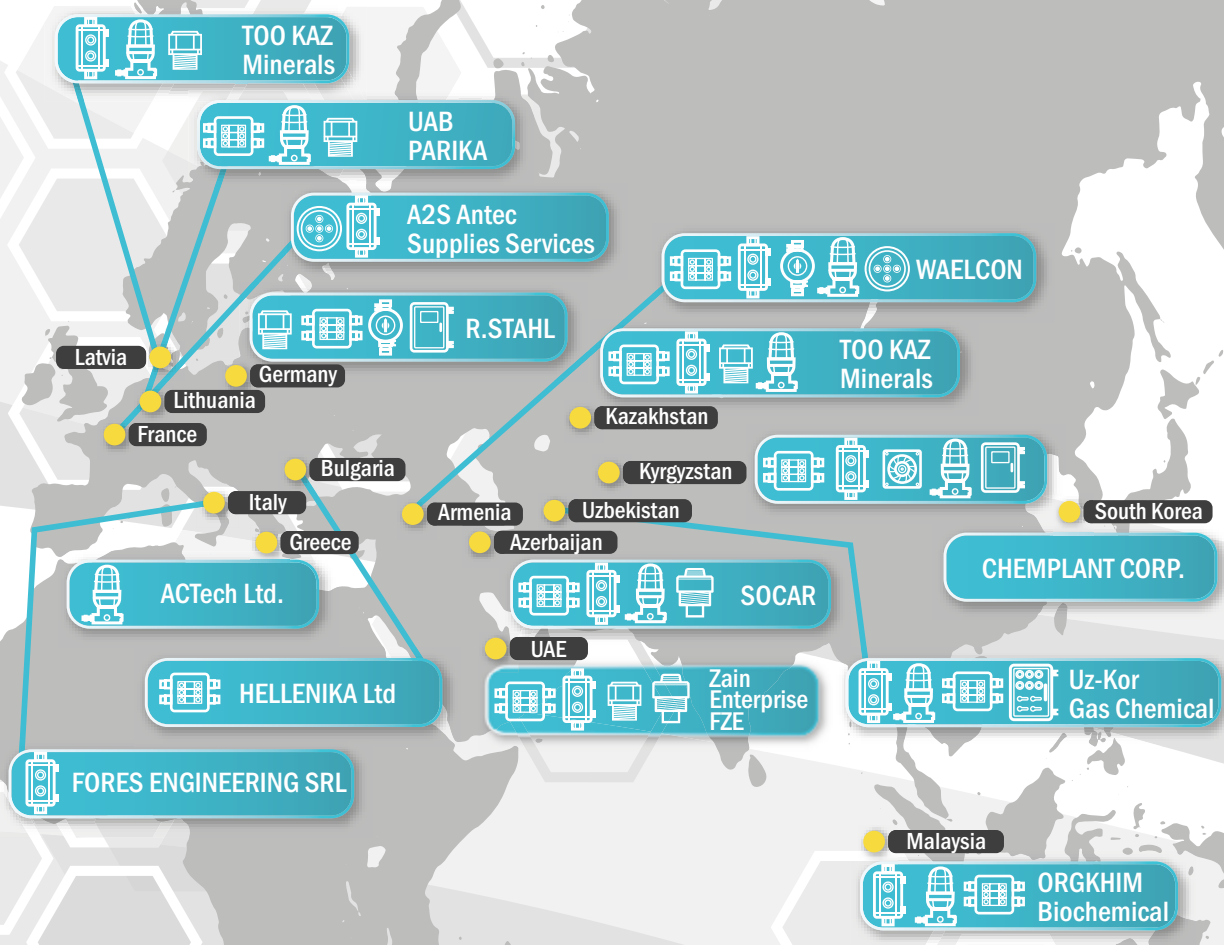 TOO KAZ
Minerals
UAB
PARIKA
A2S Antec
Supplies Services
WAELCON
R.STAHL
TOO KAZ
Minerals
Latvia
Germany
Lithuania
France
Kazakhstan
Bulgaria
Kyrgyzstan
Italy
Armenia
Uzbekistan
South Korea
Greece
Azerbaijan
CHEMPLANT CORP.
ACTech Ltd.
SOCAR
UAE
HELLENIKA Ltd
Zain
Enterprise
FZE
Uz-Kor
Gas Chemical
FORES ENGINEERING SRL
Malaysia
ORGKHIM
Biochemical